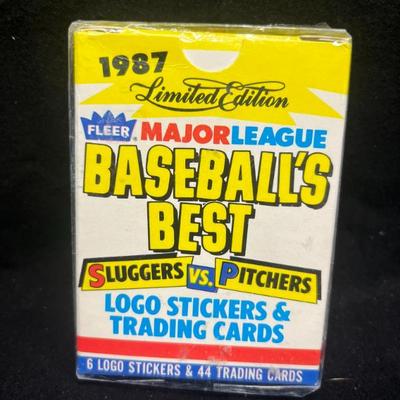 1987
Limited Edition
FLEER® MAJOR LEAGUE
BASEBALL'S
BEST
SLUGGERS VS. PITCHERS
LOGO STICKERS &
TRADING CARDS
6 LOGO STICKERS & 44 TRADING CARDS